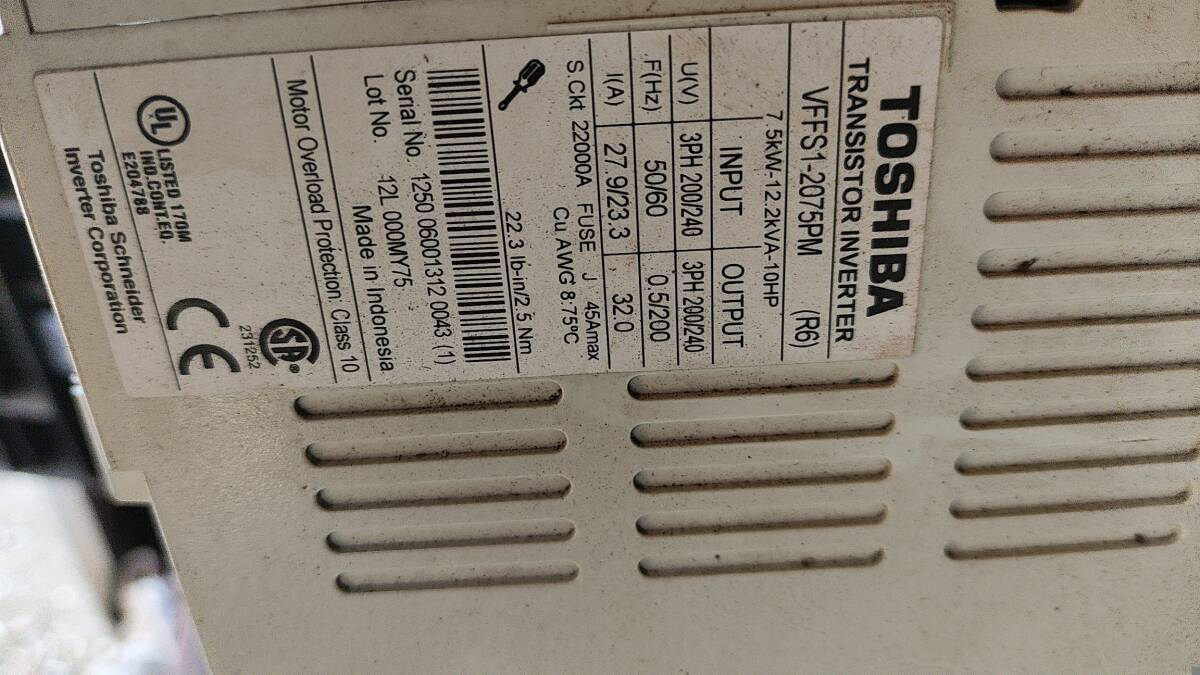 TOSHIBA
TRANSISTOR INVERTER
VFFS1-2075PM (R6)
7.5kW-12.2kVA-10HP
INPUT OUTPUT
U(V) 3PH 200/240 3PH 200/240
F(Hz) 50/60 0.5/200
I(A) 27.9/23.3 32.0
S.Ckt 22000A FUSE J 45Amax
Cu AWG 8:75°C
22.3 lb-in/2.5 Nm
Serial No. 1250 06001312 0043 (1)
Lot No. 12L 000MY75
Made in Indonesia
Motor Overload Protection. Class 10
UL LISTED 170M
IND.CONT.EQ.
E204788
SA ®
231252
CE
Toshiba Schneider
Inverter Corporation